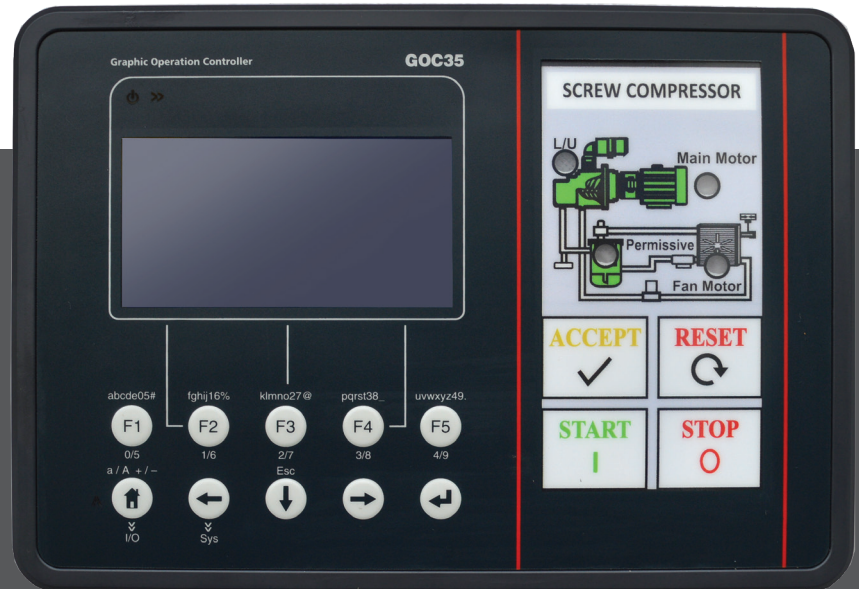 Graphic Operation Controller
GOC35
abcde05#
fghij16%
klmno27@
pqrst38_
uvwxyz49.
F1
F2
F3
F4
F5
0/5
1/6
2/7
3/8
4/9
a / A + / –
Esc
I/O
Sys
SCREW COMPRESSOR
L/U
Main Motor
Permissive
Fan Motor
ACCEPT
RESET
START
STOP
I
O